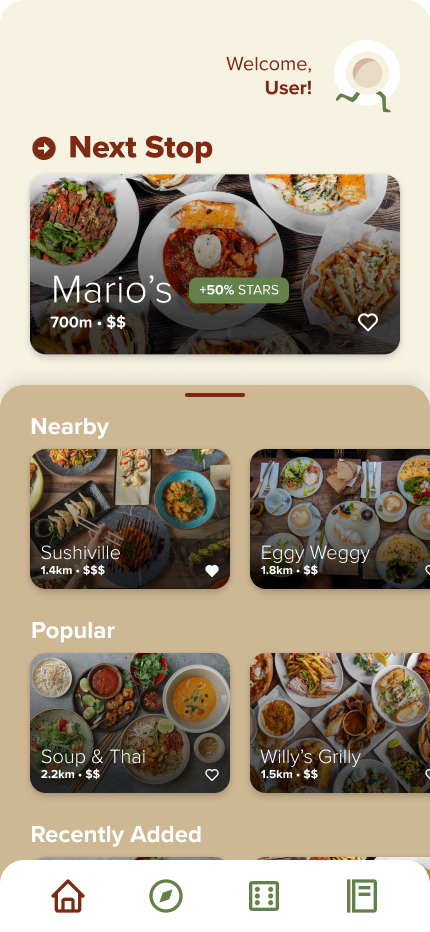 Welcome,
User!
Next Stop
Mario’s
+50% STARS
700m • $$
Nearby
Sushiville
1.4km • $$$
Eggy Weggy
1.8km • $$
Popular
Soup & Thai
2.2km • $$
Willy’s Grilly
1.5km • $$
Recently Added